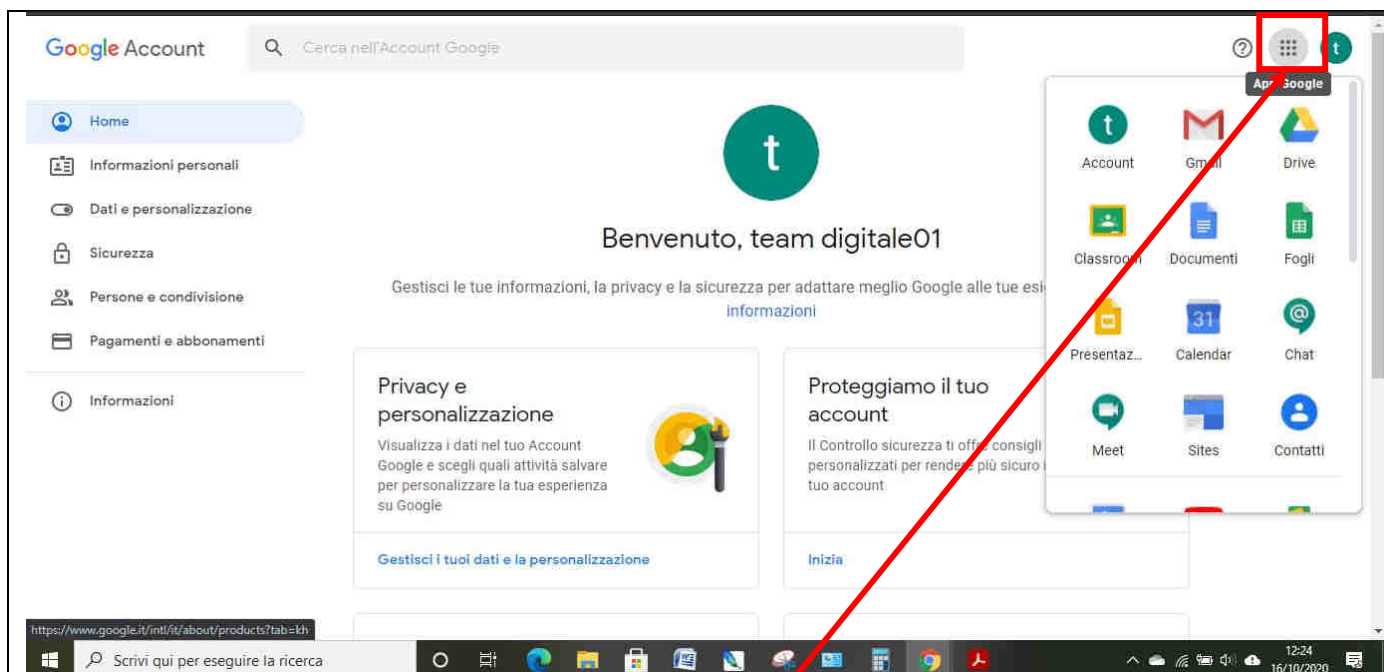 Google Account
Cerca nell'Account Google
t
App Google
Home
Informazioni personali
Dati e personalizzazione
Sicurezza
Persone e condivisione
Pagamenti e abbonamenti
Informazioni
t
Benvenuto, team digitale01
Gestisci le tue informazioni, la privacy e la sicurezza per adattare meglio Google alle tue
informazioni
Privacy e
personalizzazione
Visualizza i dati nel tuo Account
Google e scegli quali attività salvare
per personalizzare la tua esperienza
su Google
Gestisci i tuoi dati e la personalizzazione
Proteggiamo il tuo
account
Il Controllo sicurezza ti offre consigli
personalizzati per rendere più sicuro
tuo account
Inizia
t
Account
Gmail
Drive
Classroom
Documenti
Fogli
Presentaz...
31
Calendar
Chat
Meet
Sites
Contatti
https://www.google.it/intl/it/about/products?tab=kh
Scrivi qui per eseguire la ricerca
12:24
16/10/2020